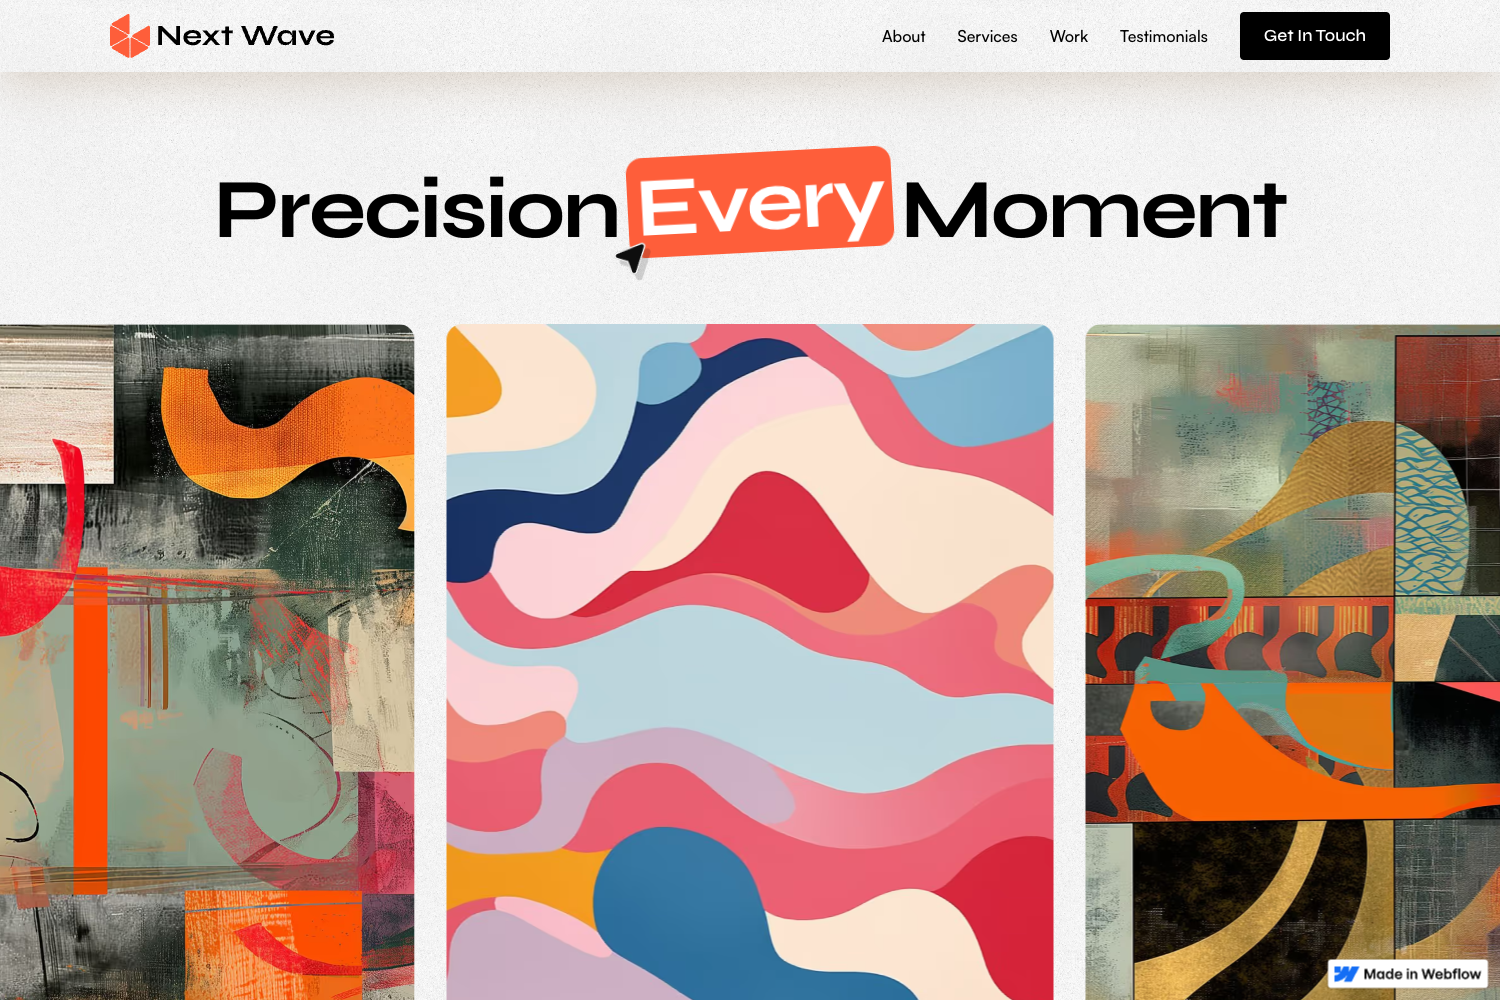 Next Wave
About
Services
Work
Testimonials
Get In Touch
Precision Every Moment
Made in Webflow